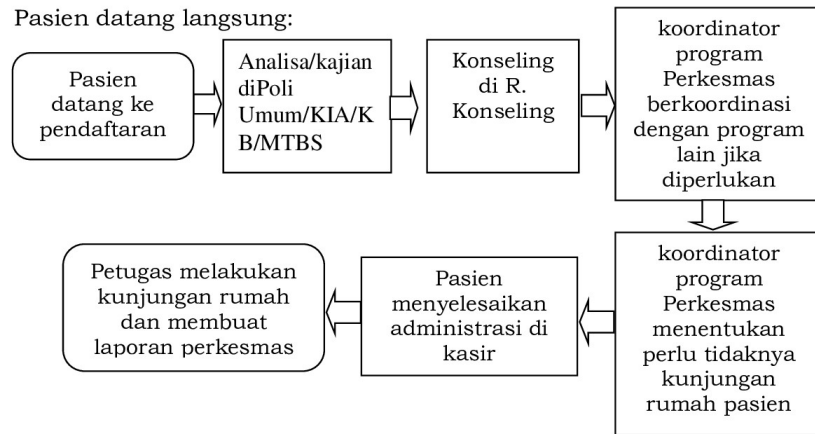 Pasien datang langsung:
Pasien
datang ke
pendaftaran
Analisa/kajian
diPoli
Umum/KIA/K
B/MTBS
Konseling
di R.
Konseling
koordinator
program
Perkesmas
berkoordinasi
dengan program
lain jika
diperlukan
koordinator
program
Perkesmas
menentukan
perlu tidaknya
kunjungan
rumah pasien
Pasien
menyelesaikan
administrasi di
kasir
Petugas melakukan
kunjungan rumah
dan membuat
laporan perkesmas